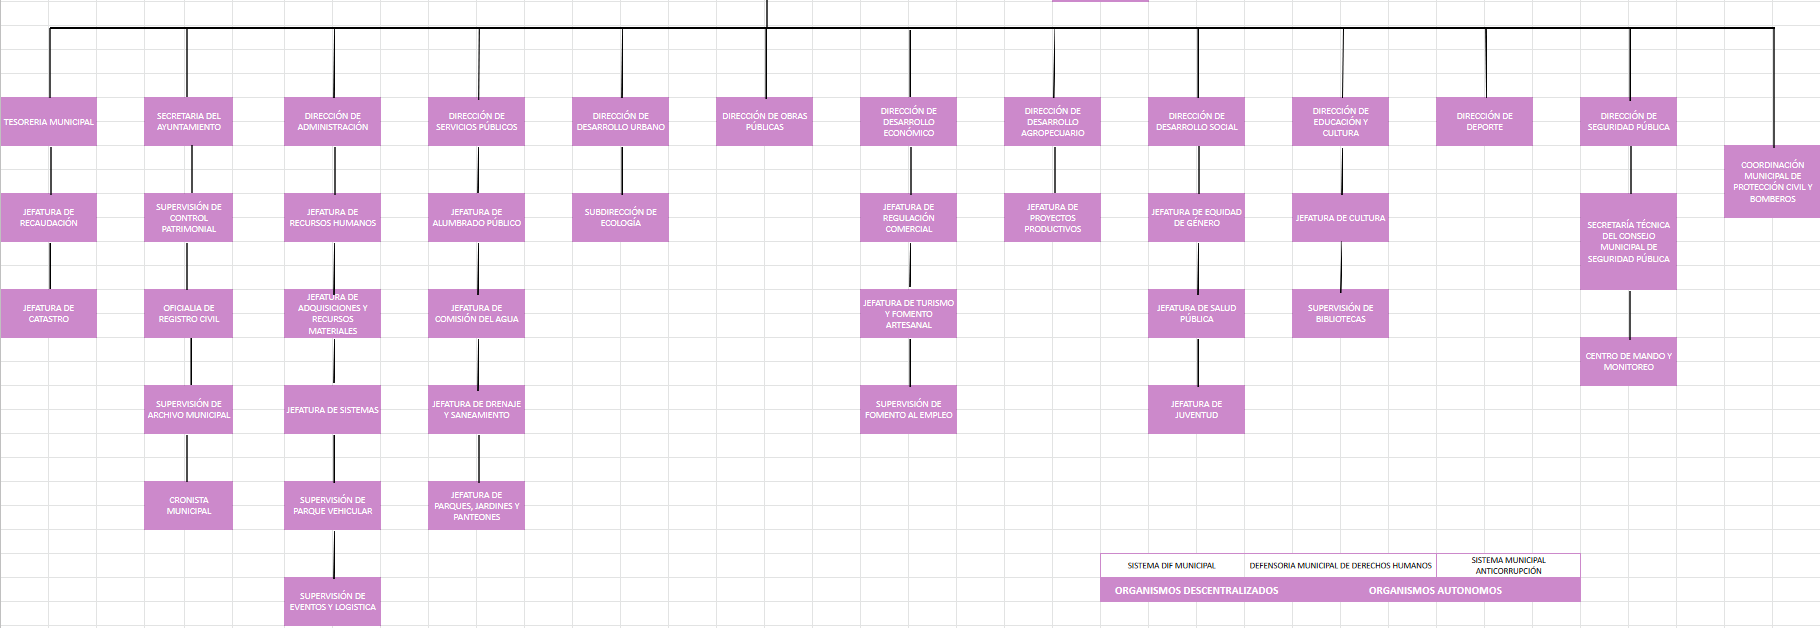 TESORERIA MUNICIPAL
SECRETARIA DEL
AYUNTAMIENTO
DIRECCIÓN DE
ADMINISTRACIÓN
DIRECCIÓN DE
SERVICIOS PÚBLICOS
DIRECCIÓN DE
DESARROLLO URBANO
DIRECCIÓN DE OBRAS
PÚBLICAS
DIRECCIÓN DE
DESARROLLO
ECONÓMICO
DIRECCIÓN DE
DESARROLLO
AGROPECUARIO
DIRECCIÓN DE
DESARROLLO SOCIAL
DIRECCIÓN DE
EDUCACIÓN Y
CULTURA
DIRECCIÓN DE
DEPORTE
DIRECCIÓN DE
SEGURIDAD PÚBLICA
COORDINACIÓN
MUNICIPAL DE
PROTECCIÓN CIVIL Y
BOMBEROS
JEFATURA DE
RECAUDACIÓN
SUPERVISIÓN DE
CONTROL
PATRIMONIAL
JEFATURA DE
RECURSOS HUMANOS
JEFATURA DE
ALUMBRADO PÚBLICO
SUBDIRECCIÓN DE
ECOLOGÍA
JEFATURA DE
REGULACIÓN
COMERCIAL
JEFATURA DE
PROYECTOS
PRODUCTIVOS
JEFATURA DE EQUIDAD
DE GÉNERO
JEFATURA DE CULTURA
SECRETARÍA TÉCNICA
DEL CONSEJO
MUNICIPAL DE
SEGURIDAD PÚBLICA
JEFATURA DE
CATASTRO
OFICIALIA DE
REGISTRO CIVIL
JEFATURA DE
ADQUISICIONES Y
RECURSOS
MATERIALES
JEFATURA DE
COMISIÓN DEL AGUA
JEFATURA DE TURISMO
Y FOMENTO
ARTESANAL
JEFATURA DE SALUD
PÚBLICA
SUPERVISIÓN DE
BIBLIOTECAS
CENTRO DE MANDO Y
MONITOREO
SUPERVISIÓN DE
ARCHIVO MUNICIPAL
JEFATURA DE SISTEMAS
JEFATURA DE DRENAJE
Y SANEAMIENTO
SUPERVISIÓN DE
FOMENTO AL EMPLEO
JEFATURA DE
JUVENTUD
CRONISTA
MUNICIPAL
SUPERVISIÓN DE
PARQUE VEHICULAR
JEFATURA DE
PARQUES, JARDINES Y
PANTEONES
SUPERVISIÓN DE
EVENTOS Y LOGISTICA
SISTEMA DIF MUNICIPAL
DEFENSORIA MUNICIPAL DE DERECHOS HUMANOS
SISTEMA MUNICIPAL
ANTICORRUPCIÓN
ORGANISMOS DESCENTRALIZADOS
ORGANISMOS AUTONOMOS